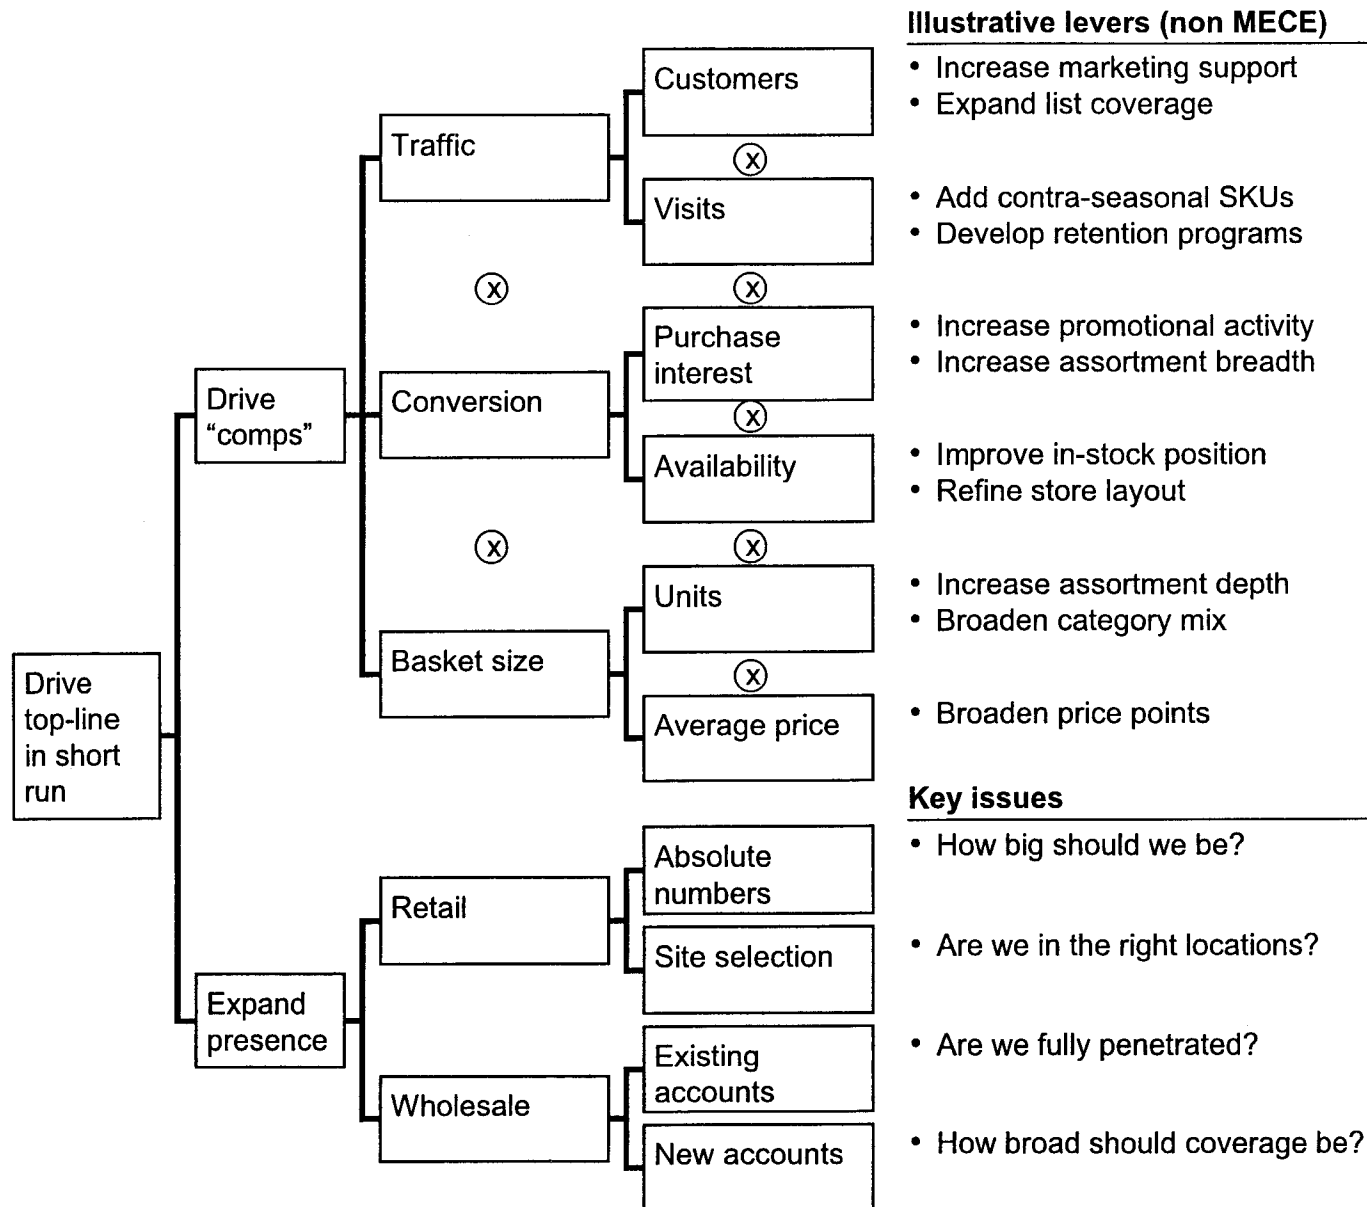 Illustrative levers (non MECE)
Customers
• Increase marketing support
• Expand list coverage
Traffic
x
Visits
• Add contra-seasonal SKUs
• Develop retention programs
x
x
Purchase
interest
• Increase promotional activity
• Increase assortment breadth
Drive
“comps”
Conversion
x
Availability
• Improve in-stock position
• Refine store layout
x
x
Units
• Increase assortment depth
• Broaden category mix
Basket size
x
Drive
top-line
in short
run
Average price
• Broaden price points
Key issues
Absolute
numbers
• How big should we be?
Retail
Site selection
• Are we in the right locations?
Expand
presence
Existing
accounts
• Are we fully penetrated?
Wholesale
New accounts
• How broad should coverage be?